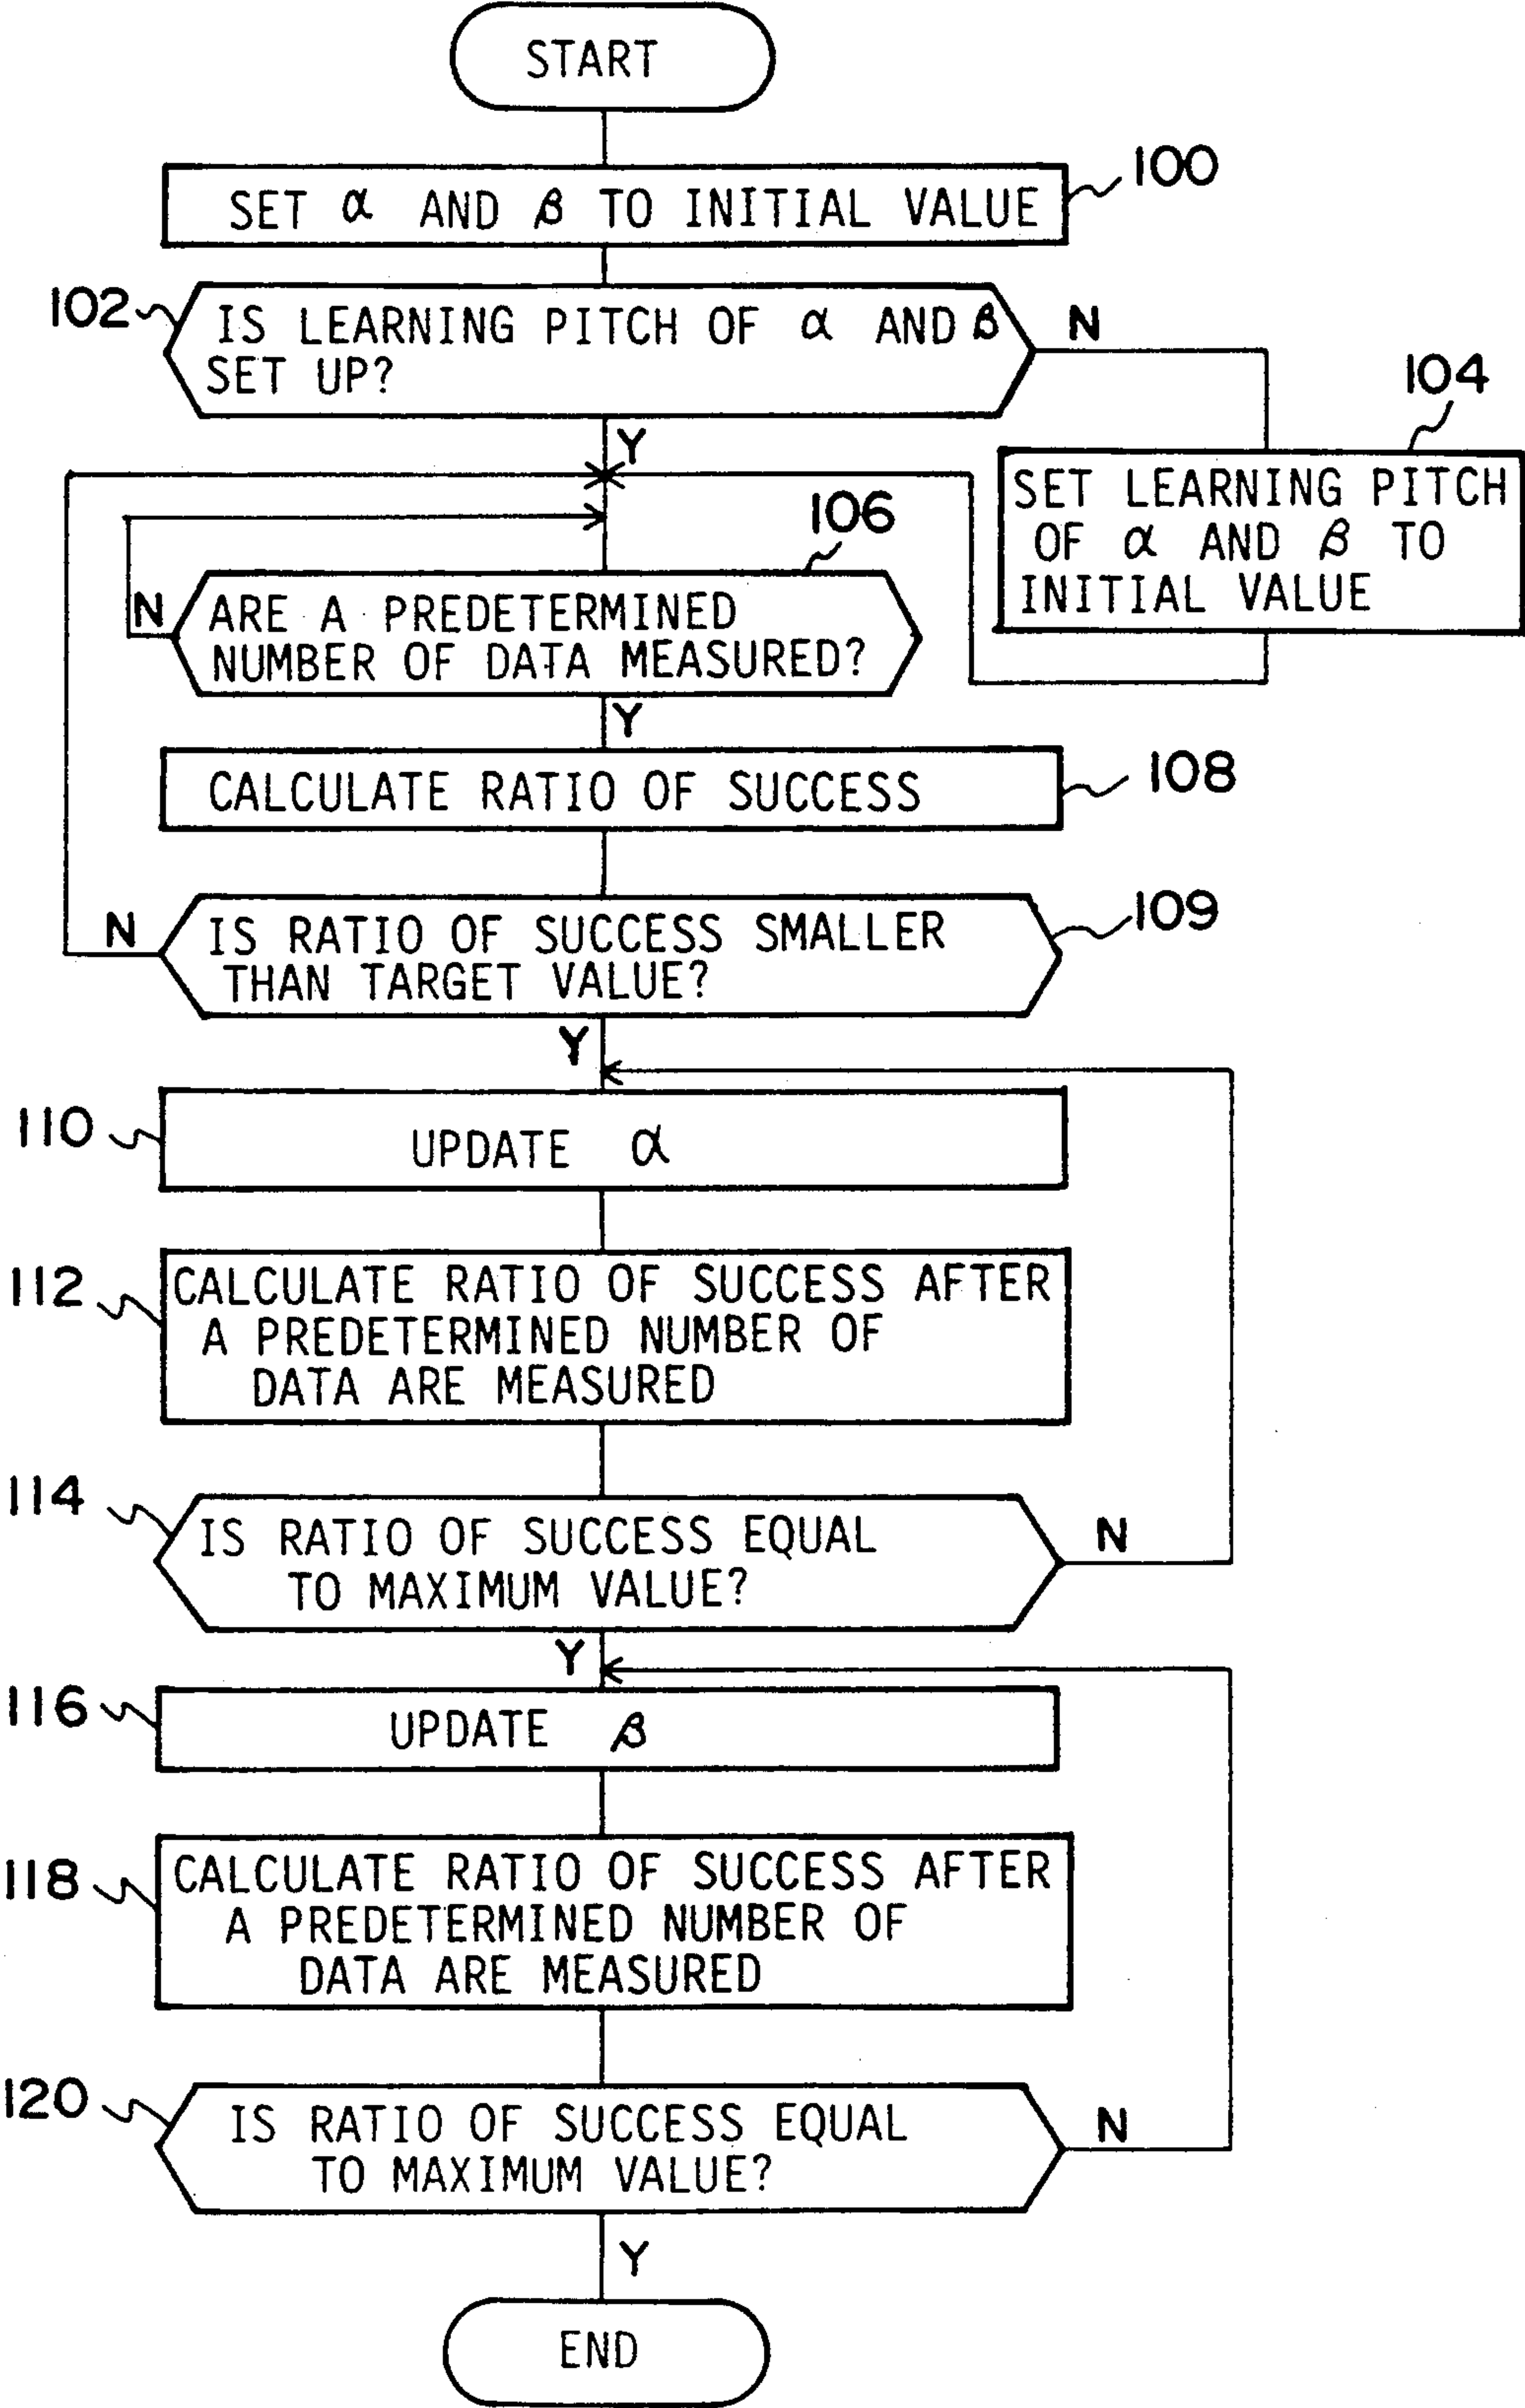 START
SET α AND β TO INITIAL VALUE
100
102
IS LEARNING PITCH OF α AND β
SET UP?
N
Y
104
SET LEARNING PITCH
OF α AND β TO
INITIAL VALUE
106
ARE A PREDETERMINED
NUMBER OF DATA MEASURED?
N
Y
CALCULATE RATIO OF SUCCESS
108
IS RATIO OF SUCCESS SMALLER
THAN TARGET VALUE?
109
N
Y
110
UPDATE α
112
CALCULATE RATIO OF SUCCESS AFTER
A PREDETERMINED NUMBER OF
DATA ARE MEASURED
114
IS RATIO OF SUCCESS EQUAL
TO MAXIMUM VALUE?
N
Y
116
UPDATE β
118
CALCULATE RATIO OF SUCCESS AFTER
A PREDETERMINED NUMBER OF
DATA ARE MEASURED
120
IS RATIO OF SUCCESS EQUAL
TO MAXIMUM VALUE?
N
Y
END